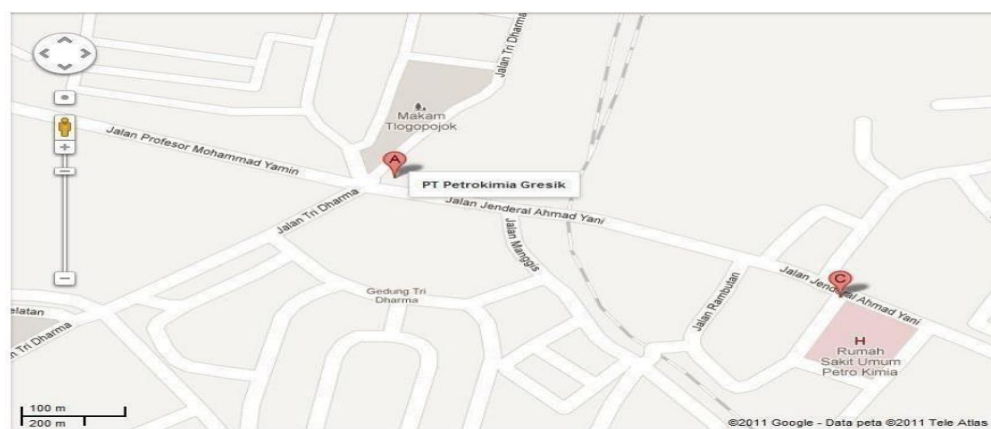 Jalan Tri Dharma
Makam
Tlogopojok
Jalan Profesor Mohammad Yamin
A
PT Petrokimia Gresik
Jalan Tri Dharma
Jalan Jenderal Ahmad Yani
Jalan Manggis
Gedung Tri
Dharma
Jalan Rambutan
Jalan Jenderal Ahmad Yani
C
elatan
Jalan Tri Dharma
H
Rumah
Sakit Umum
Petro Kimia
100 m
200 m
©2011 Google - Data peta ©2011 Tele Atlas